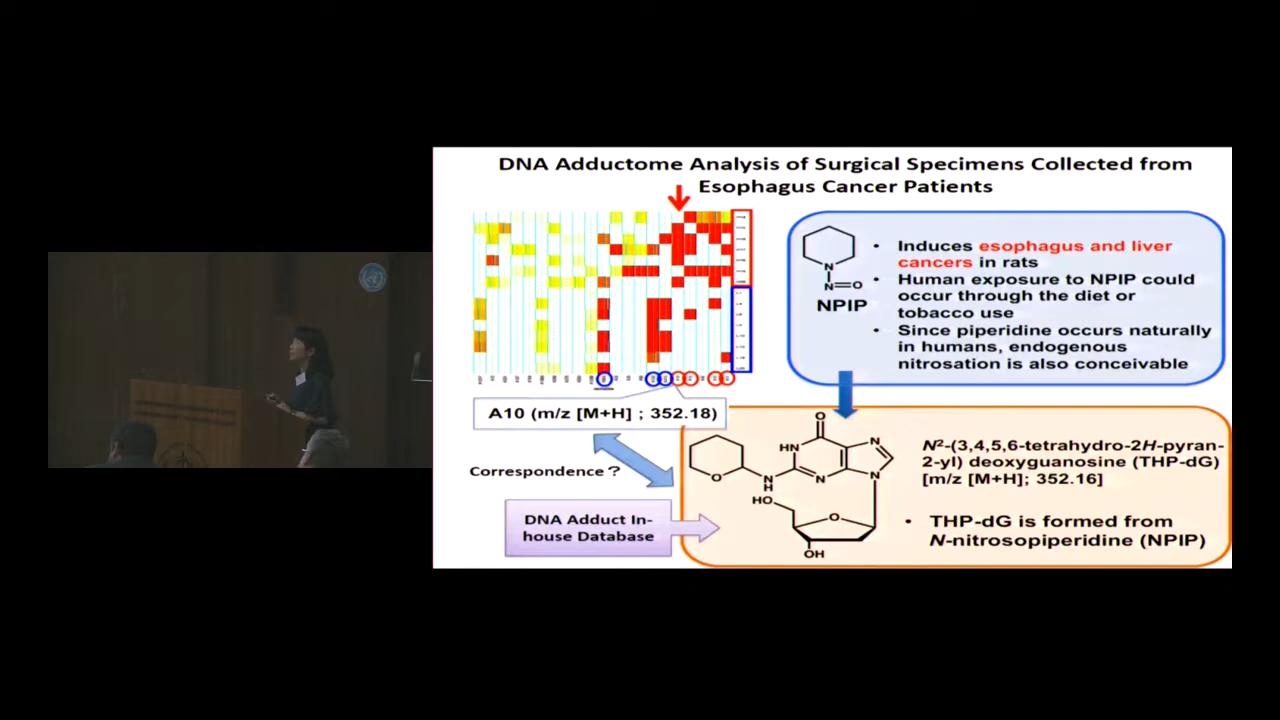 DNA Adductome Analysis of Surgical Specimens Collected from
Esophagus Cancer Patients
N
N=O
NPIP
• Induces esophagus and liver
cancers in rats
• Human exposure to NPIP could
occur through the diet or
tobacco use
• Since piperidine occurs naturally
in humans, endogenous
nitrosation is also conceivable
A10 (m/z [M+H] ; 352.18)
Correspondence ?
DNA Adduct In-
house Database
O
HN
N
O
N
H
N
N
HO
O
OH
N²-(3,4,5,6-tetrahydro-2H-pyran-
2-yl) deoxyguanosine (THP-dG)
[m/z [M+H]; 352.16]
• THP-dG is formed from
N-nitrosopiperidine (NPIP)